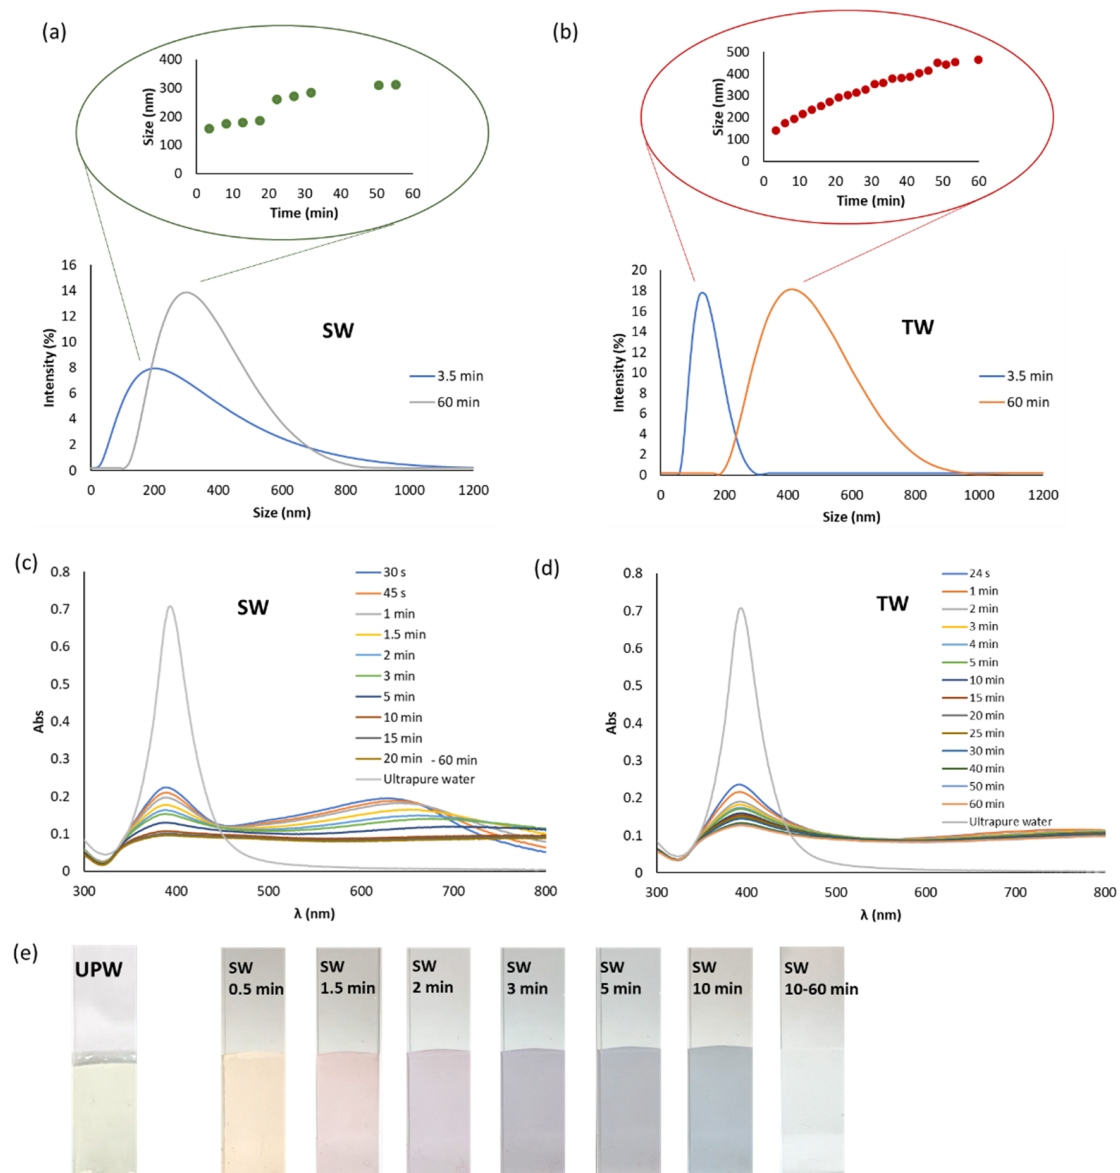 (a)
400
300
200
100
0
Size (nm)
0 10 20 30 40 50 60
Time (min)
16
14
12
10
8
6
4
2
0
Intensity (%)
SW
3.5 min
60 min
0 200 400 600 800 1000 1200
Size (nm)
(b)
500
400
300
200
100
0
Size (nm)
0 10 20 30 40 50 60
Time (min)
20
18
16
14
12
10
8
6
4
2
0
Intensity (%)
TW
3.5 min
60 min
0 200 400 600 800 1000 1200
Size (nm)
(c)
0.8
0.7
0.6
0.5
0.4
0.3
0.2
0.1
0
Abs
SW
30 s
45 s
1 min
1.5 min
2 min
3 min
5 min
10 min
15 min
20 min - 60 min
Ultrapure water
300 400 500 600 700 800
λ (nm)
(d)
0.8
0.7
0.6
0.5
0.4
0.3
0.2
0.1
0
Abs
TW
24 s
1 min
2 min
3 min
4 min
5 min
10 min
15 min
20 min
25 min
30 min
40 min
50 min
60 min
Ultrapure water
300 400 500 600 700 800
λ (nm)
(e)
UPW
SW
0.5 min
SW
1.5 min
SW
2 min
SW
3 min
SW
5 min
SW
10 min
SW
10-60 min